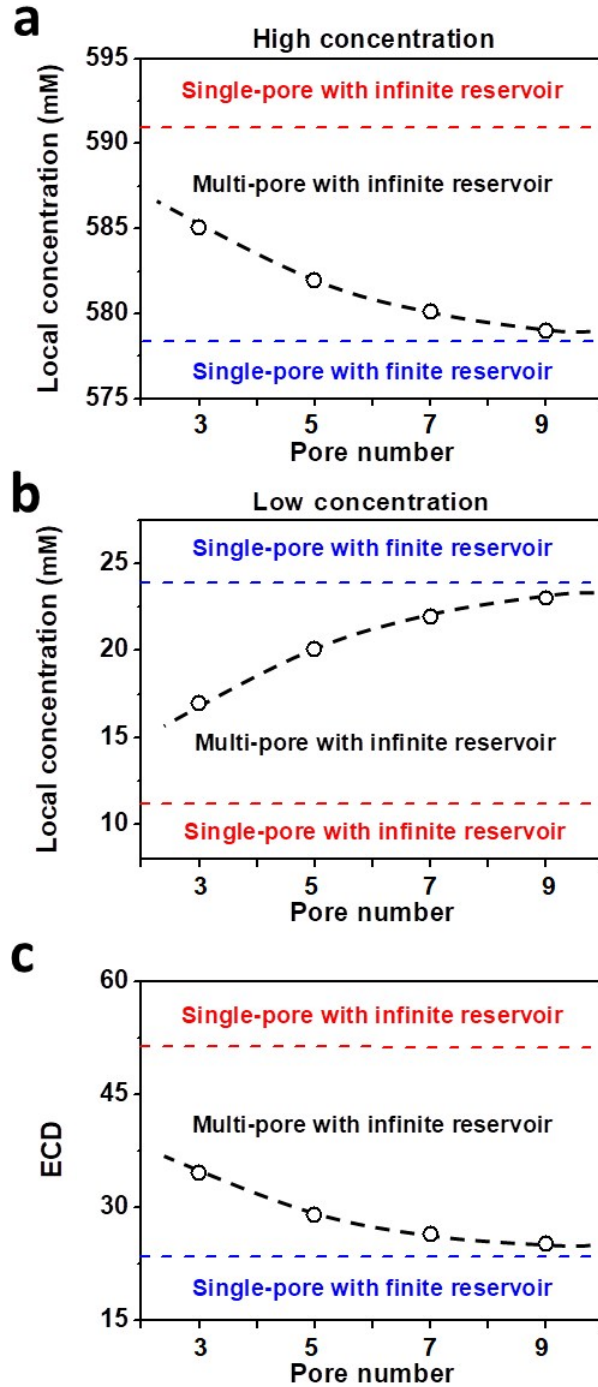 a
High concentration
595
590
585
580
575
Local concentration (mM)
Single-pore with infinite reservoir
Multi-pore with infinite reservoir
Single-pore with finite reservoir
3 5 7 9
Pore number
b
Low concentration
25
20
15
10
Local concentration (mM)
Single-pore with finite reservoir
Multi-pore with infinite reservoir
Single-pore with infinite reservoir
3 5 7 9
Pore number
c
60
45
30
15
ECD
Single-pore with infinite reservoir
Multi-pore with infinite reservoir
Single-pore with finite reservoir
3 5 7 9
Pore number